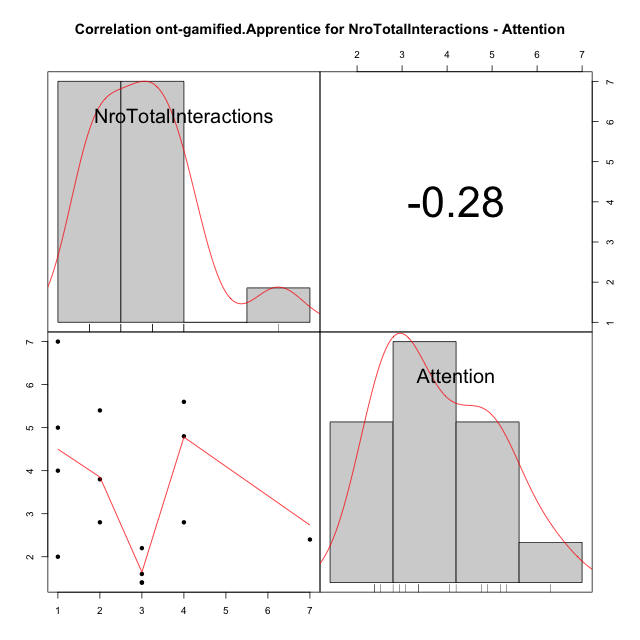 Correlation ont-gamified.Apprentice for NroTotalInteractions - Attention
2 3 4 5 6 7
NroTotalInteractions
-0.28
7
6
5
4
3
2
1
7
6
5
4
3
2
Attention
1 2 3 4 5 6 7